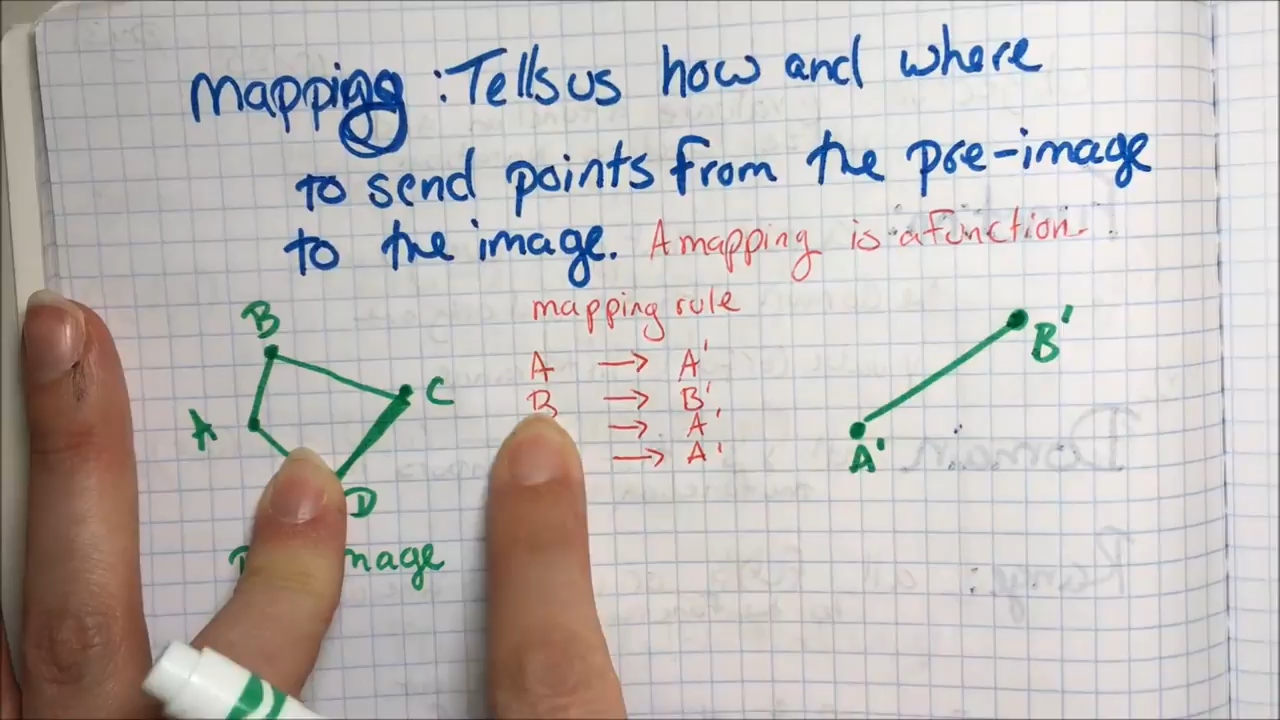 mapping : Tells us how and where
to send points from the pre-image
to the image. A mapping is a function.
mapping rule
B
A → A'
C
B → B'
B'
A
→ A'
A'
→ A'
D